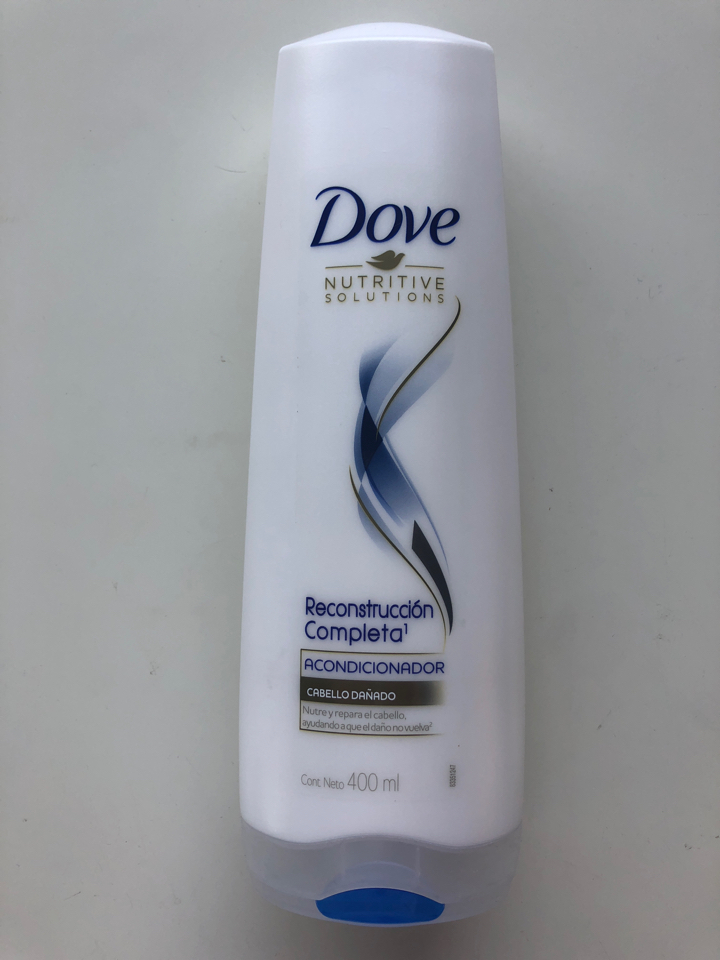 Dove
NUTRITIVE
SOLUTIONS
Reconstrucción
Completa¹
ACONDICIONADOR
CABELLO DAÑADO
Nutre y repara el cabello,
ayudando a que el daño no vuelva²
Cont. Neto 400 ml